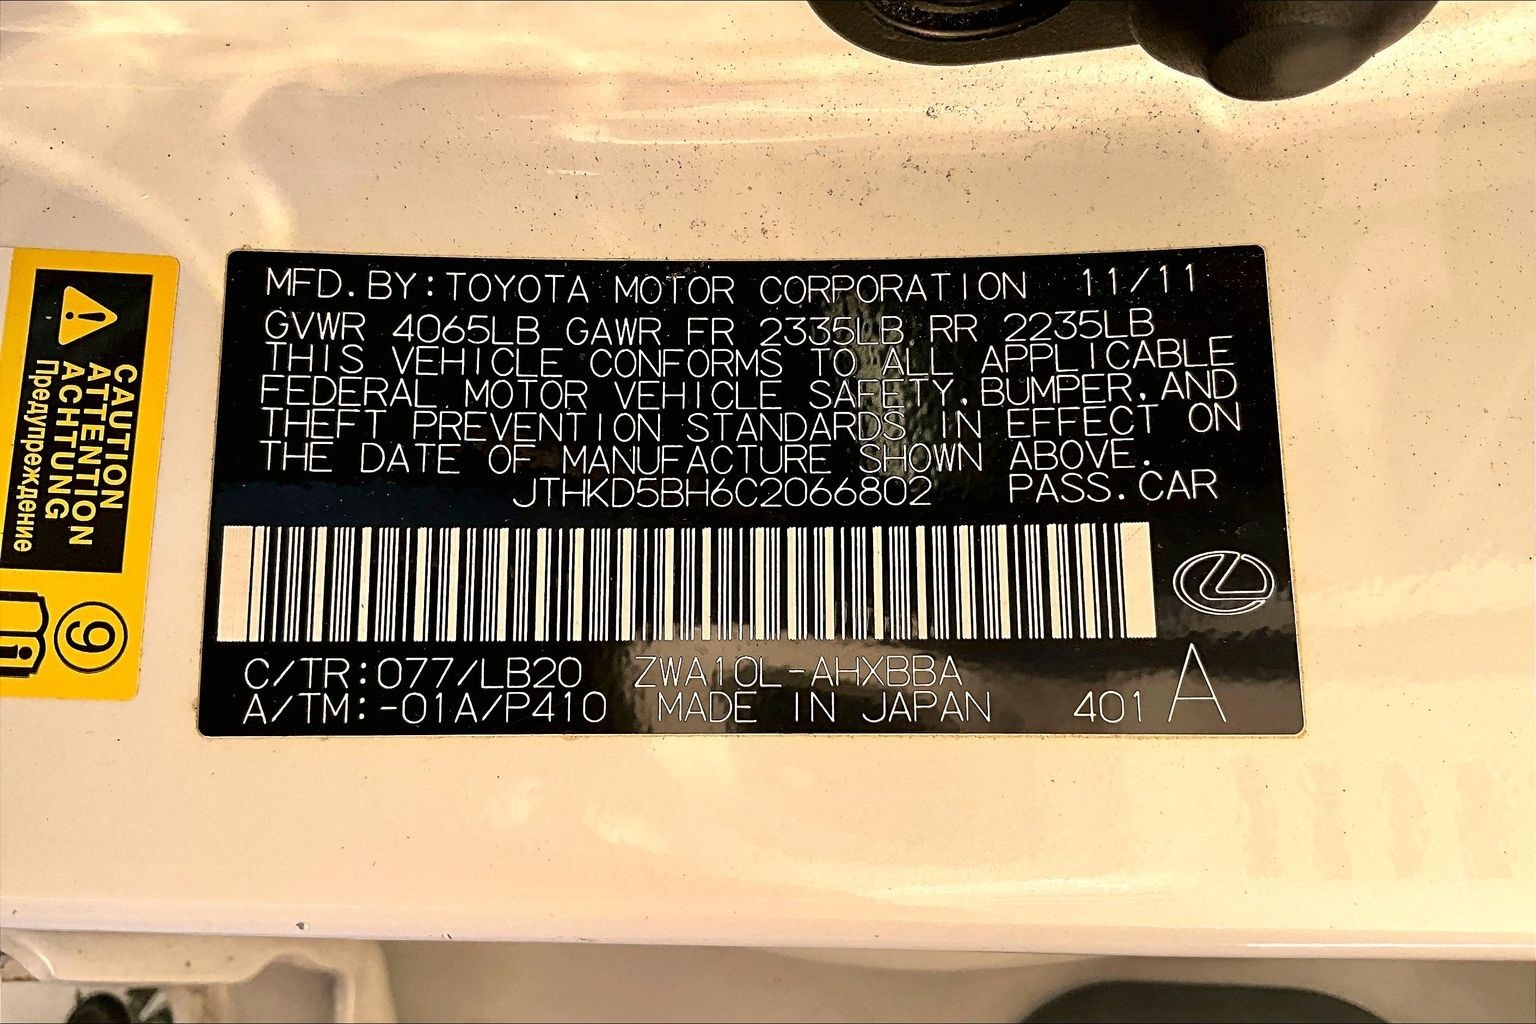 MFD. BY: TOYOTA MOTOR CORPORATION 11/11
GVWR 4065LB GAWR FR 2335LB RR 2235LB
THIS VEHICLE CONFORMS TO ALL APPLICABLE
FEDERAL MOTOR VEHICLE SAFETY, BUMPER, AND
THEFT PREVENTION STANDARDS IN EFFECT ON
THE DATE OF MANUFACTURE SHOWN ABOVE.
JTHKD5BH6C2066802 PASS. CAR
C/TR: 077/LB20 ZWA10L-AHXBBA
A/TM: -01A/P410 MADE IN JAPAN 401 A
CAUTION
ATTENTION
ACHTUNG
Предупреждение
9